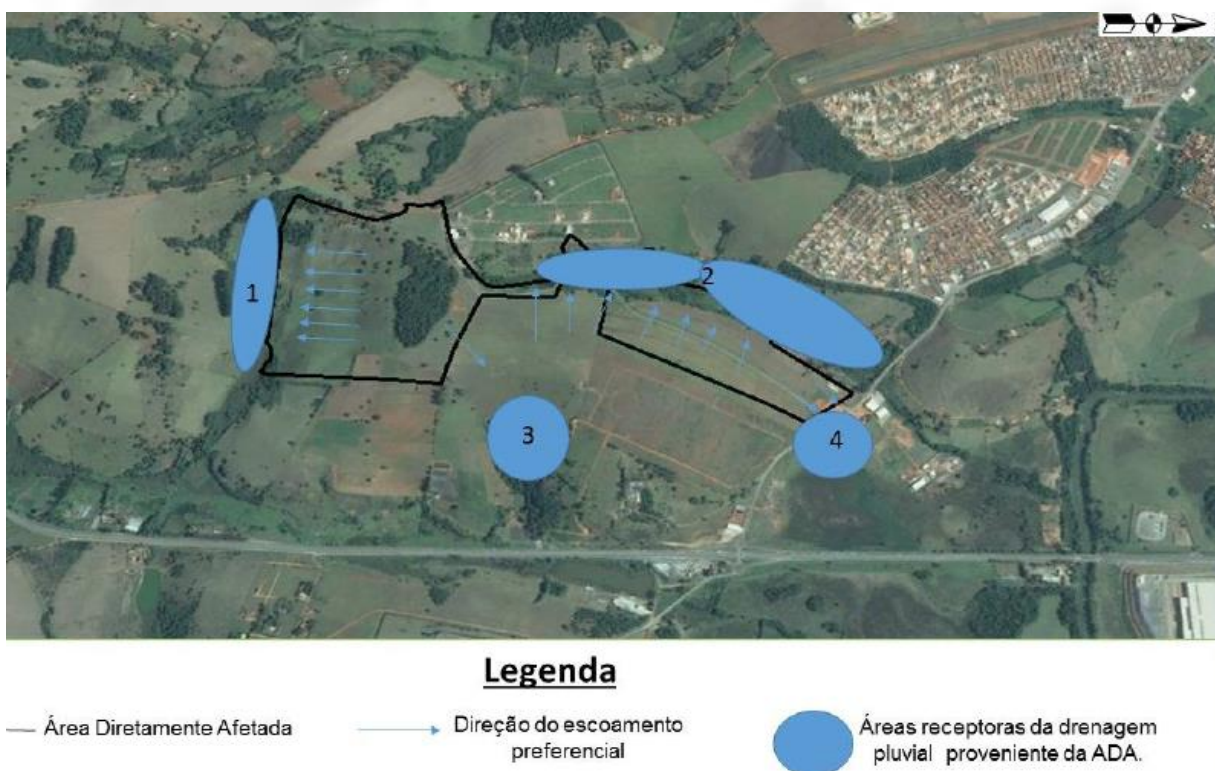 1
2
3
4
Legenda
Área Diretamente Afetada
Direção do escoamento
preferencial
Áreas receptoras da drenagem
pluvial proveniente da ADA.